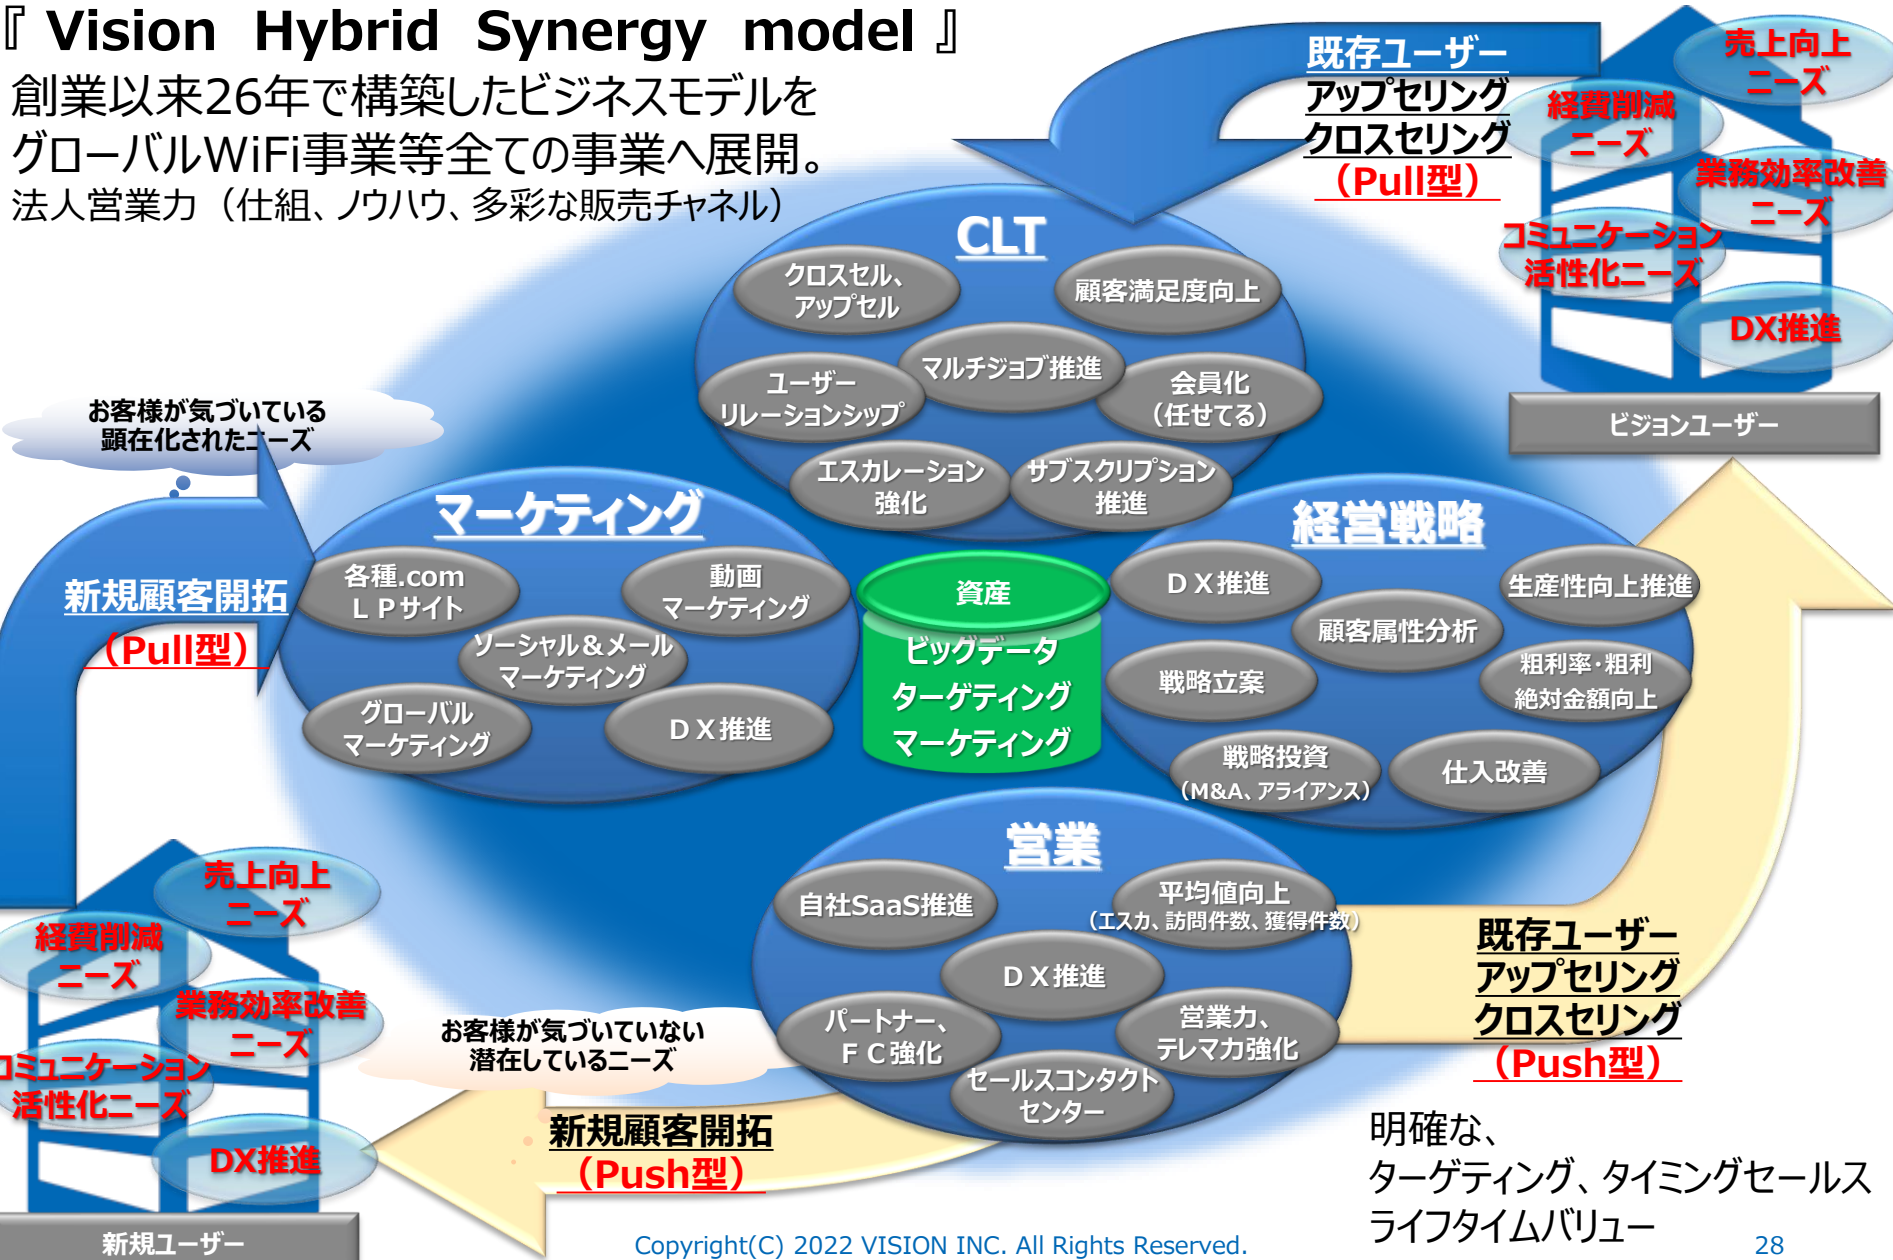 『 Vision Hybrid Synergy model 』
創業以来26年で構築したビジネスモデルを
グローバルWiFi事業等全ての事業へ展開。
法人営業力（仕組、ノウハウ、多彩な販売チャネル）
既存ユーザー
アップセリング
クロスセリング
（Pull型）
売上向上
ニーズ
経費削減
ニーズ
業務効率改善
ニーズ
コミュニケーション
活性化ニーズ
DX推進
ビジョンユーザー
CLT
クロスセル、
アップセル
顧客満足度向上
マルチジョブ推進
ユーザー
リレーションシップ
会員化
（任せてる）
エスカレーション
強化
サブスクリプション
推進
お客様が気づいている
顕在化されたニーズ
新規顧客開拓
（Pull型）
マーケティング
各種.com
ＬＰサイト
動画
マーケティング
ソーシャル＆メール
マーケティング
グローバル
マーケティング
ＤＸ推進
資産
ビッグデータ
ターゲティング
マーケティング
経営戦略
ＤＸ推進
生産性向上推進
顧客属性分析
戦略立案
粗利率・粗利
絶対金額向上
戦略投資
（M&A、アライアンス）
仕入改善
営業
自社SaaS推進
平均値向上
（エスカ、訪問件数、獲得件数）
ＤＸ推進
パートナー、
ＦＣ強化
営業力、
テレマ力強化
セールスコンタクト
センター
売上向上
ニーズ
経費削減
ニーズ
業務効率改善
ニーズ
コミュニケーション
活性化ニーズ
DX推進
新規ユーザー
お客様が気づいていない
潜在しているニーズ
新規顧客開拓
（Push型）
既存ユーザー
アップセリング
クロスセリング
（Push型）
明確な、
ターゲティング、タイミングセールス
ライフタイムバリュー
Copyright(C) 2022 VISION INC. All Rights Reserved.
28